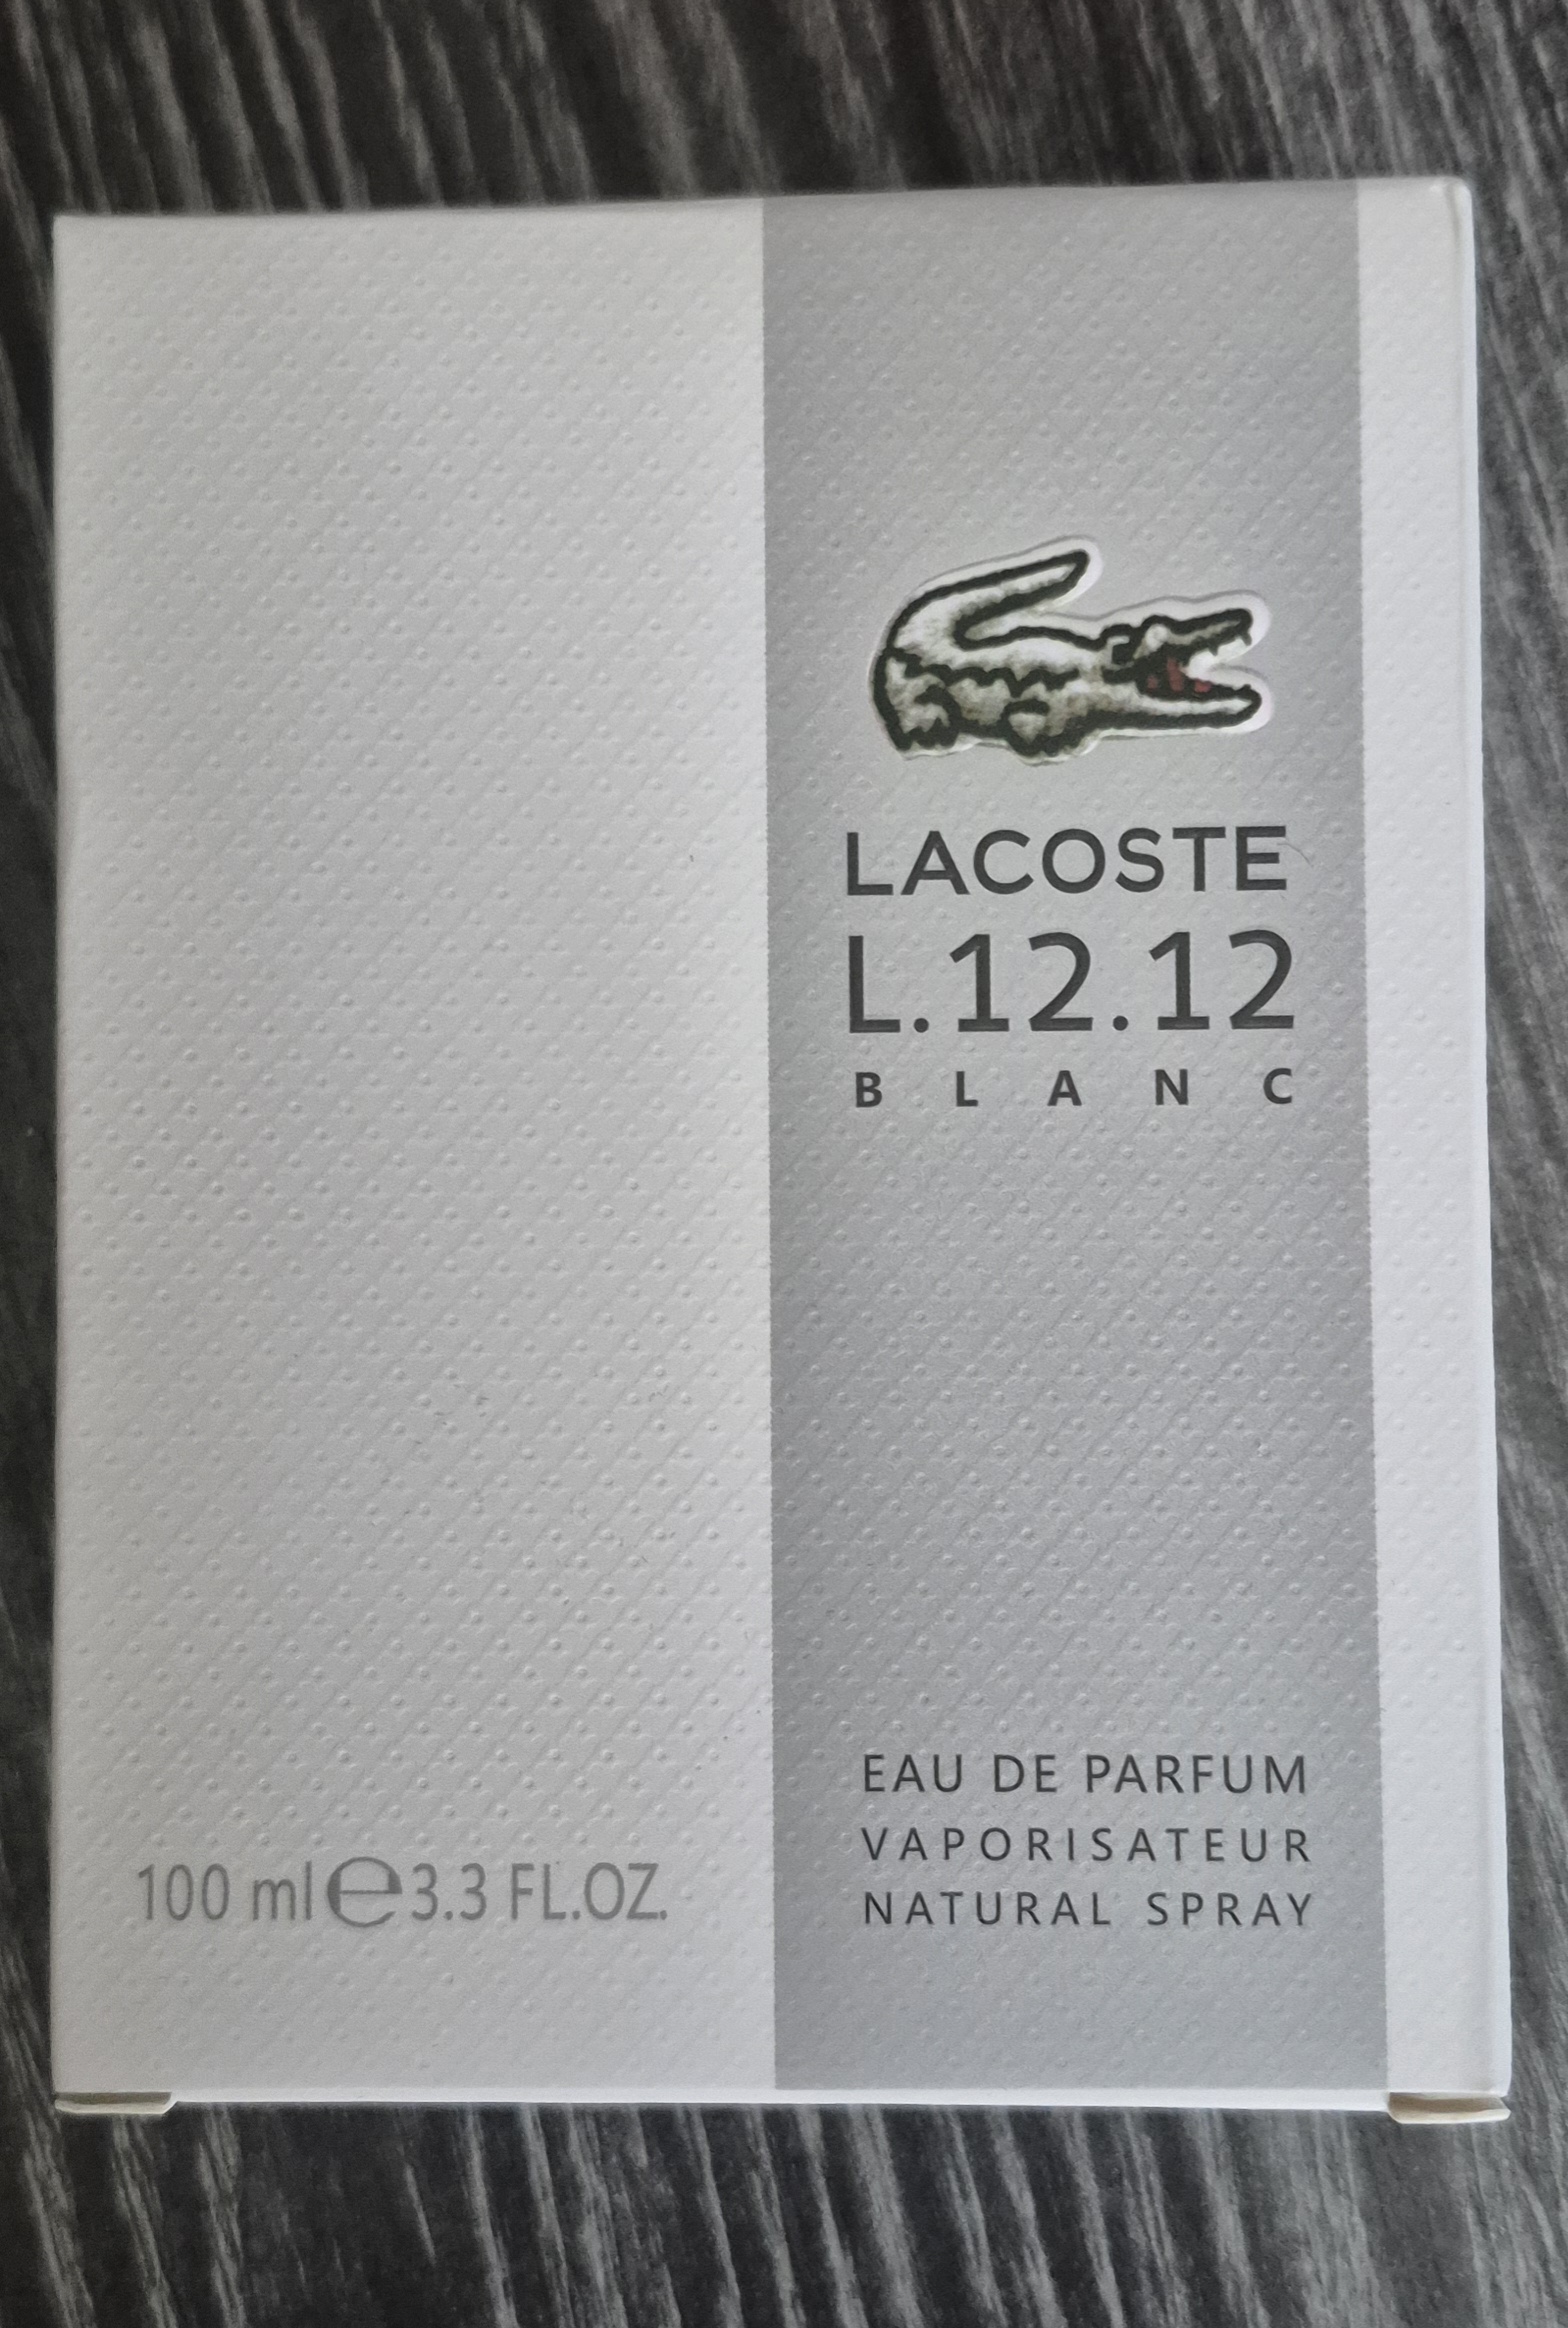 LACOSTE
L.12.12
BLANC
EAU DE PARFUM
VAPORISATEUR
NATURAL SPRAY
100 ml ℮ 3.3 FL.OZ.